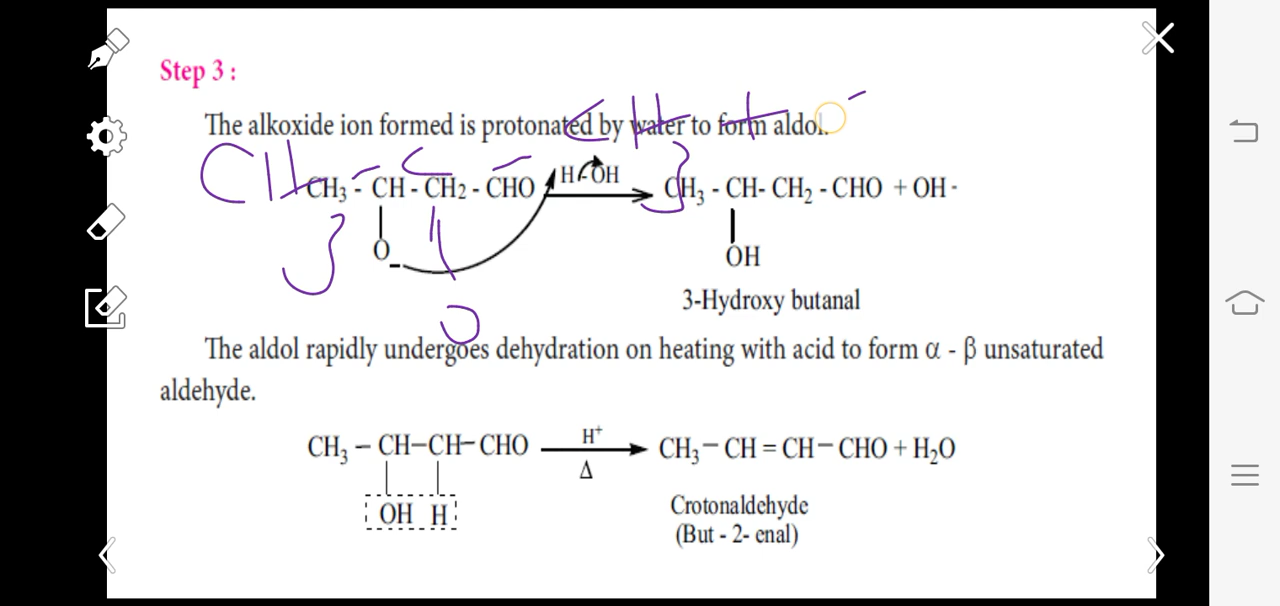 Step 3 :
The alkoxide ion formed is protonated by water to form aldol.
CH3 - CH - CH2 - CHO H-OH CH3 - CH- CH2 - CHO + OH -
O- OH
3-Hydroxy butanal
The aldol rapidly undergoes dehydration on heating with acid to form α - β unsaturated
aldehyde.
CH3 – CH–CH–CHO H+ Δ CH3 – CH = CH – CHO + H2O
OH H
Crotonaldehyde
(But - 2- enal)
CH3 - C - CH3
O